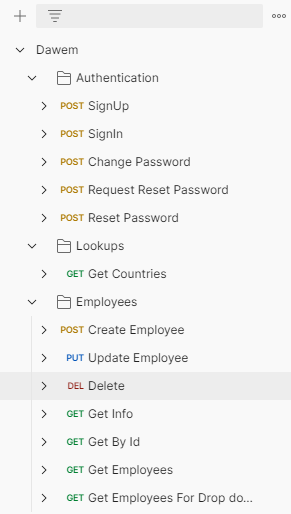 Dawem
Authentication
POST SignUp
POST SignIn
POST Change Password
POST Request Reset Password
POST Reset Password
Lookups
GET Get Countries
Employees
POST Create Employee
PUT Update Employee
DEL Delete
GET Get Info
GET Get By Id
GET Get Employees
GET Get Employees For Drop do...